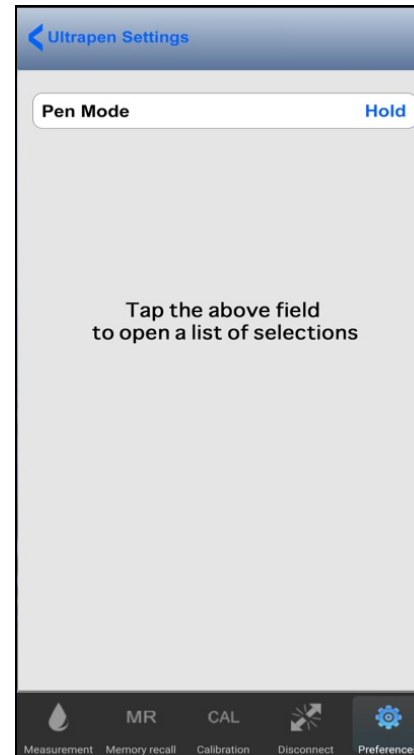 Ultrapen Settings
Pen Mode Hold
Tap the above field
to open a list of selections
MR CAL
Measurement Memory recall Calibration Disconnect Preference